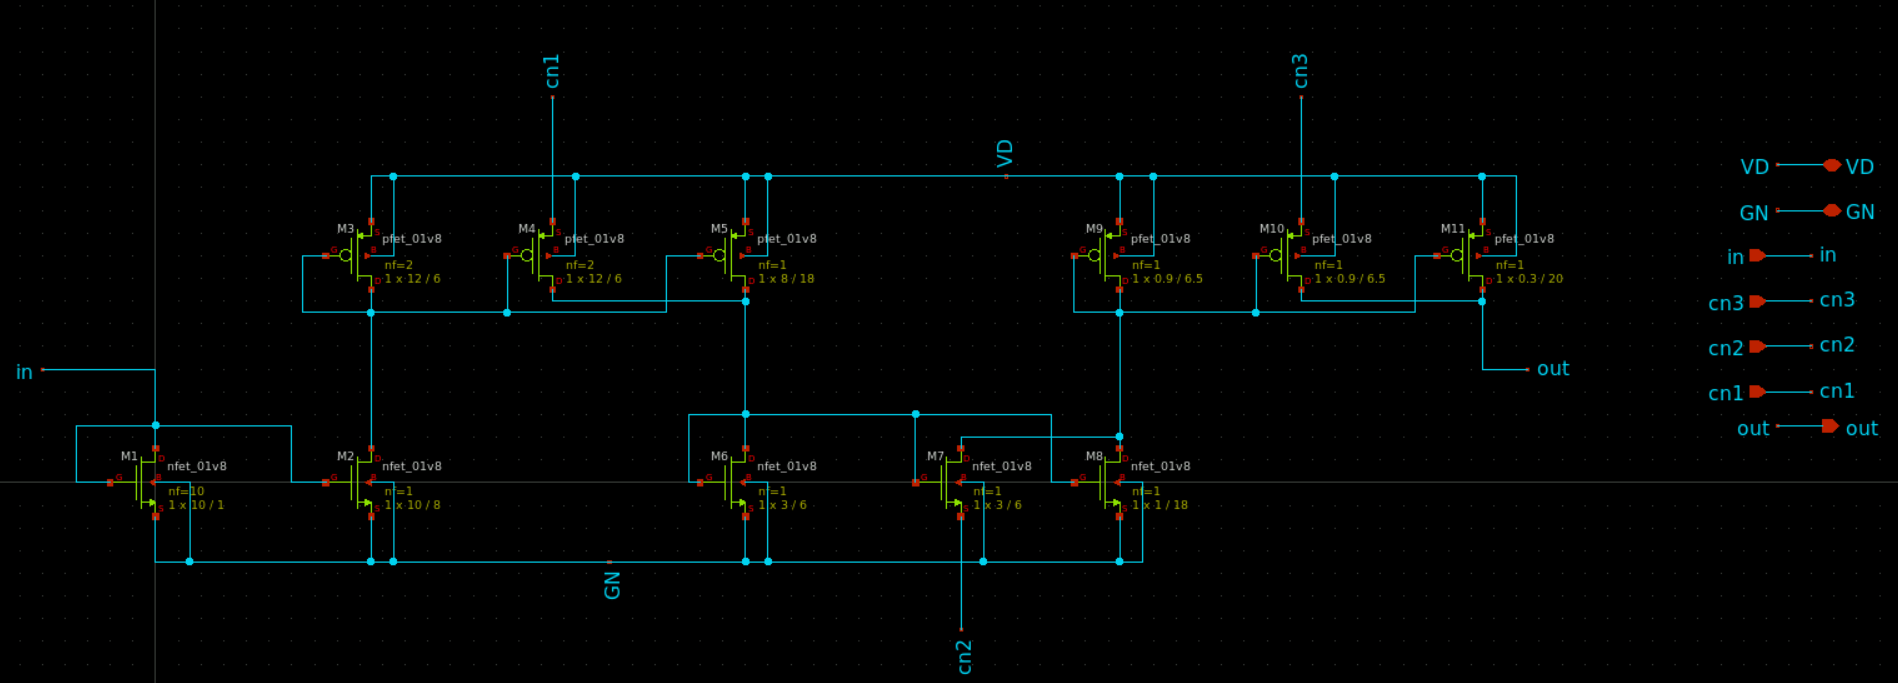 cn1
cn3
VD
M3
pfet_01v8
G
S
B
D
nf=2
1 x 12 / 6
M4
pfet_01v8
G
S
B
D
nf=2
1 x 12 / 6
M5
pfet_01v8
G
S
B
D
nf=1
1 x 8 / 18
M9
pfet_01v8
G
S
B
D
nf=1
1 x 0.9 / 6.5
M10
pfet_01v8
G
S
B
D
nf=1
1 x 0.9 / 6.5
M11
pfet_01v8
G
S
B
D
nf=1
1 x 0.3 / 20
in
out
M1
nfet_01v8
G
D
B
S
nf=10
1 x 10 / 1
M2
nfet_01v8
G
D
B
S
nf=1
1 x 10 / 8
M6
nfet_01v8
G
D
B
S
nf=1
1 x 3 / 6
M7
nfet_01v8
G
D
B
S
nf=1
1 x 3 / 6
M8
nfet_01v8
G
D
B
S
nf=1
1 x 1 / 18
GN
cn2
VD VD
GN GN
in in
cn3 cn3
cn2 cn2
cn1 cn1
out out